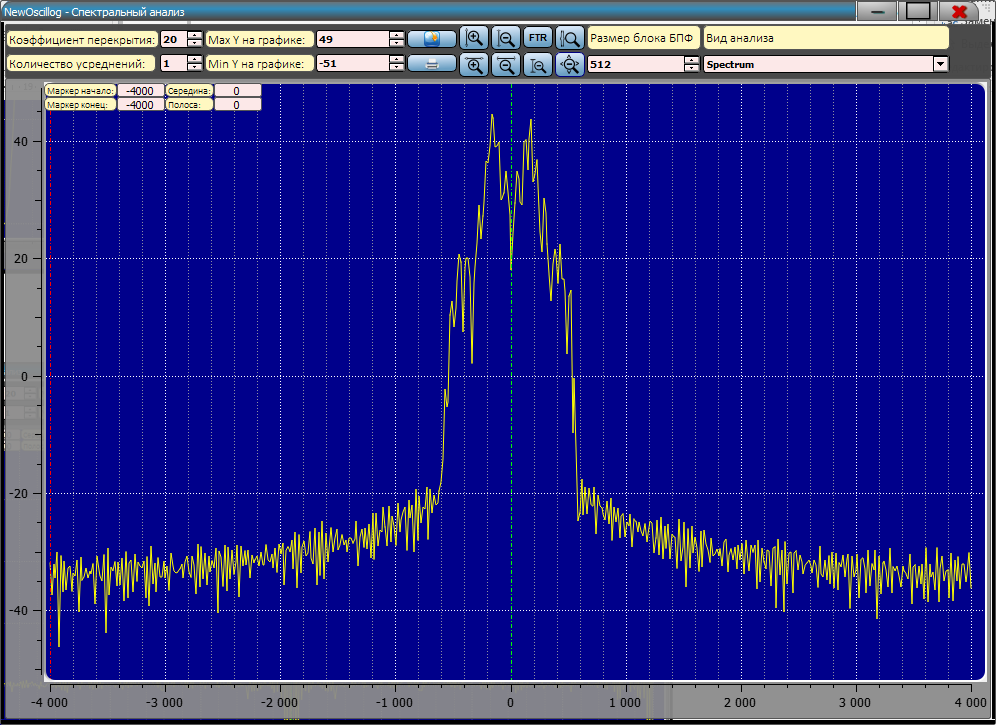 NewOscillog - Спектральный анализ
Коэффициент перекрытия: 20 Max Y на графике: 49 FTR Размер блока БПФ Вид анализа
Количество усреднений: 1 Min Y на графике: -51 512 Spectrum
Маркер начало: -4000 Середина: 0
Маркер конец: -4000 Полоса: 0
40
20
0
-20
-40
-4 000 -3 000 -2 000 -1 000 0 1 000 2 000 3 000 4 000